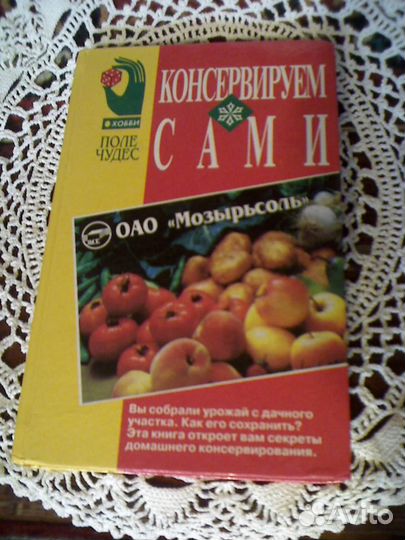 КОНСЕРВИРУЕМ
САМИ
ХОББИ
ПОЛЕ
ЧУДЕС
ОАО «Мозырьсоль»
Вы собрали урожай с дачного
участка. Как его сохранить?
Эта книга откроет вам секреты
домашнего консервирования.
Avito